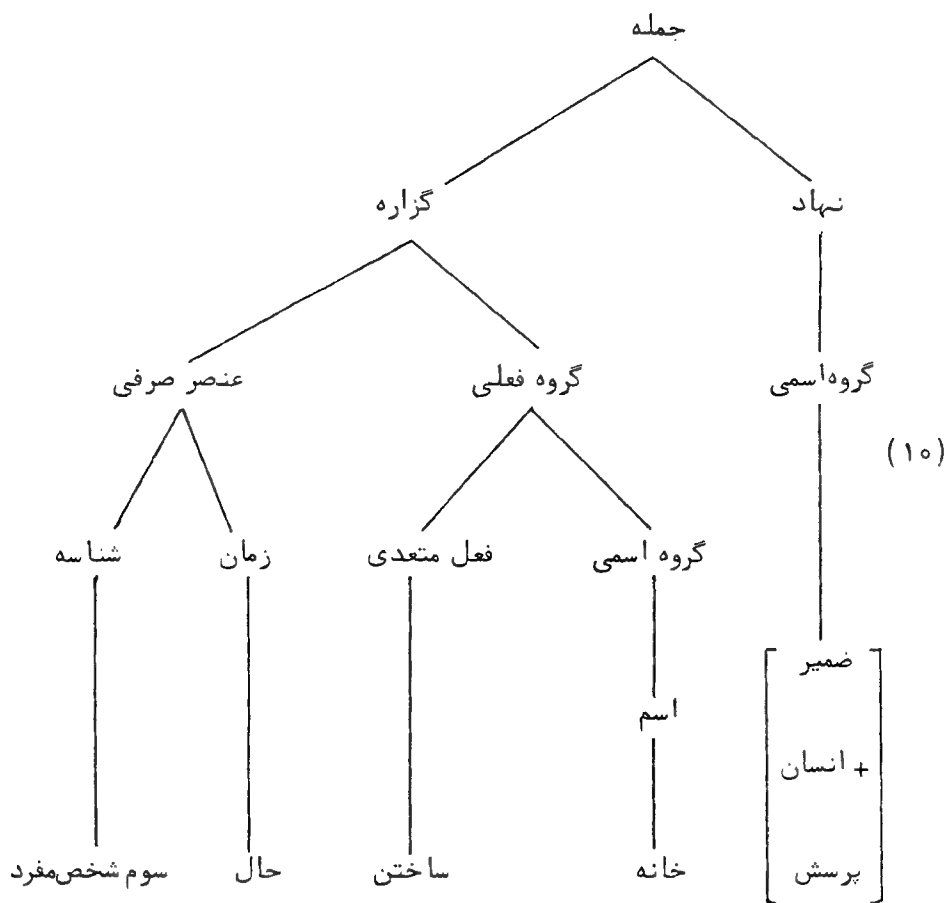 جمله
نهاد گزاره
گروه اسمی گروه فعلی عنصر صرفی
(۱۰)
گروه اسمی فعل متعدی زمان شناسه
ضمیر
اسم
+ انسان
پرسش خانه ساختن حال سوم شخص مفرد